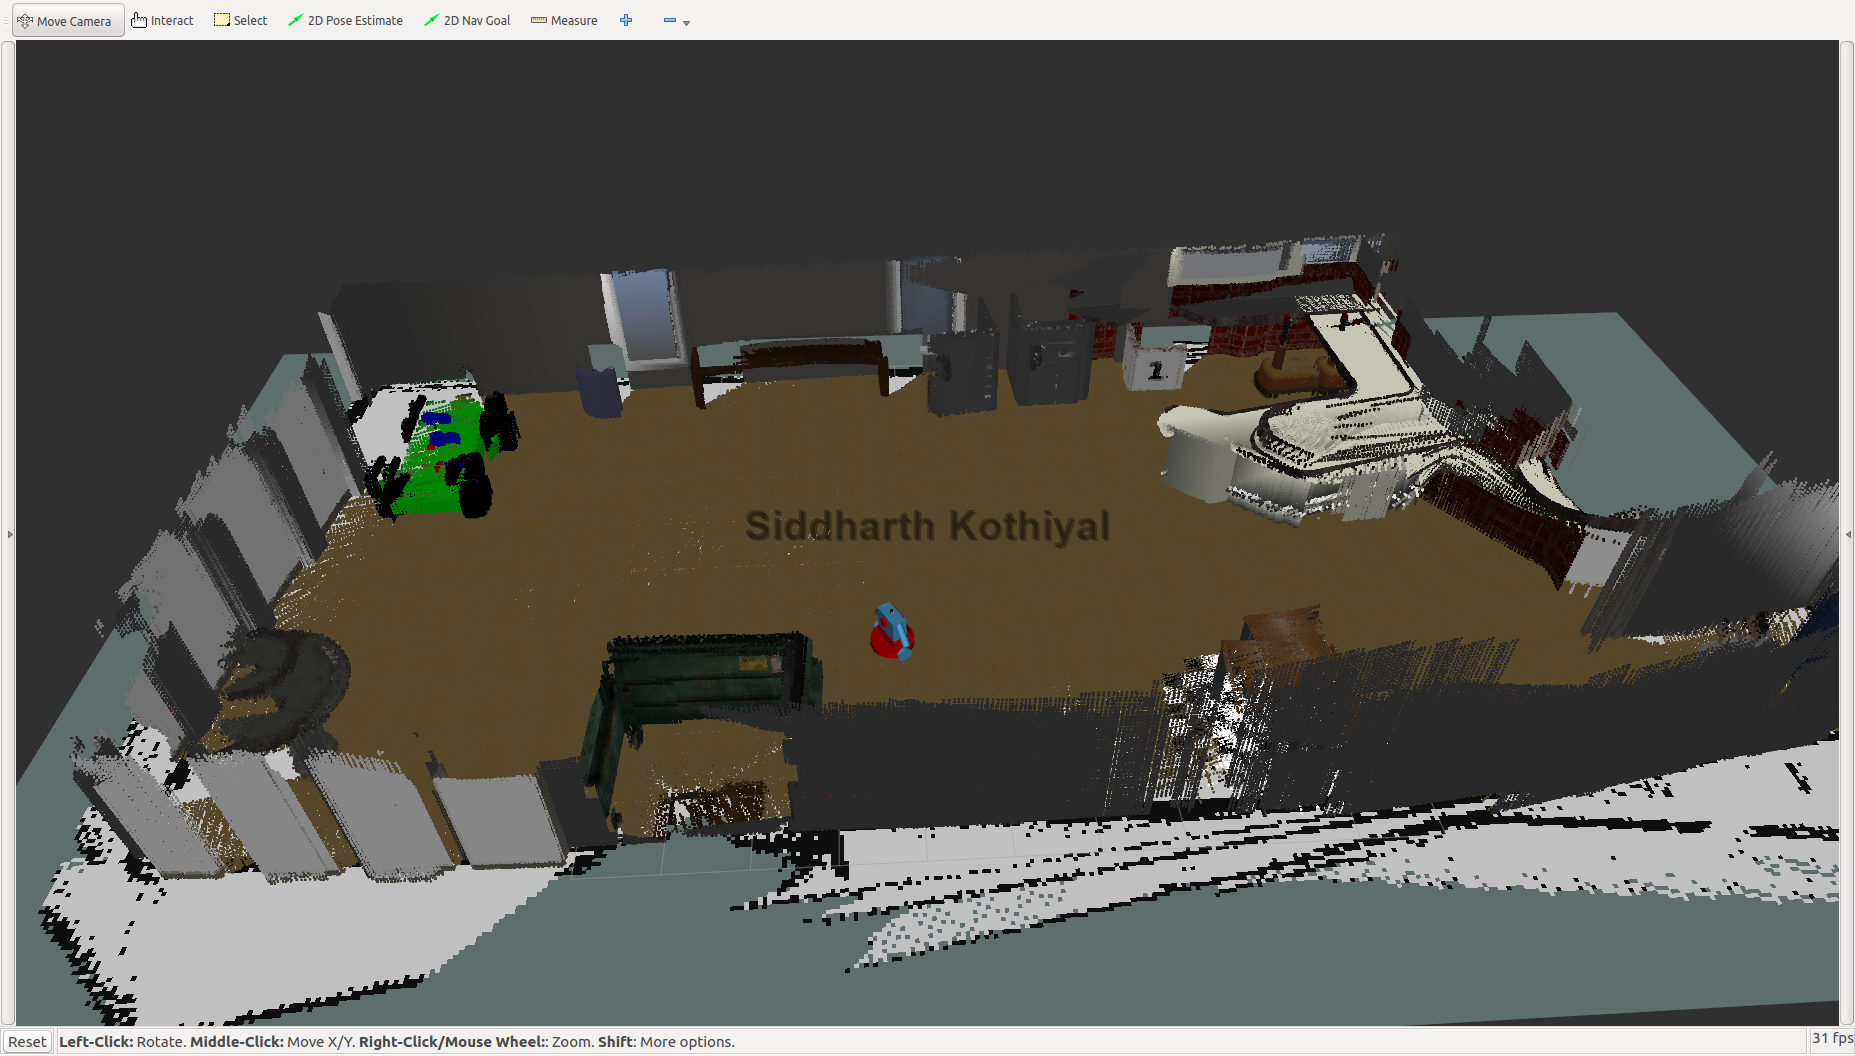 Move Camera Interact Select 2D Pose Estimate 2D Nav Goal Measure
1
Siddharth Kothiyal
Reset Left-Click: Rotate. Middle-Click: Move X/Y. Right-Click/Mouse Wheel:: Zoom. Shift: More options. 31 fps